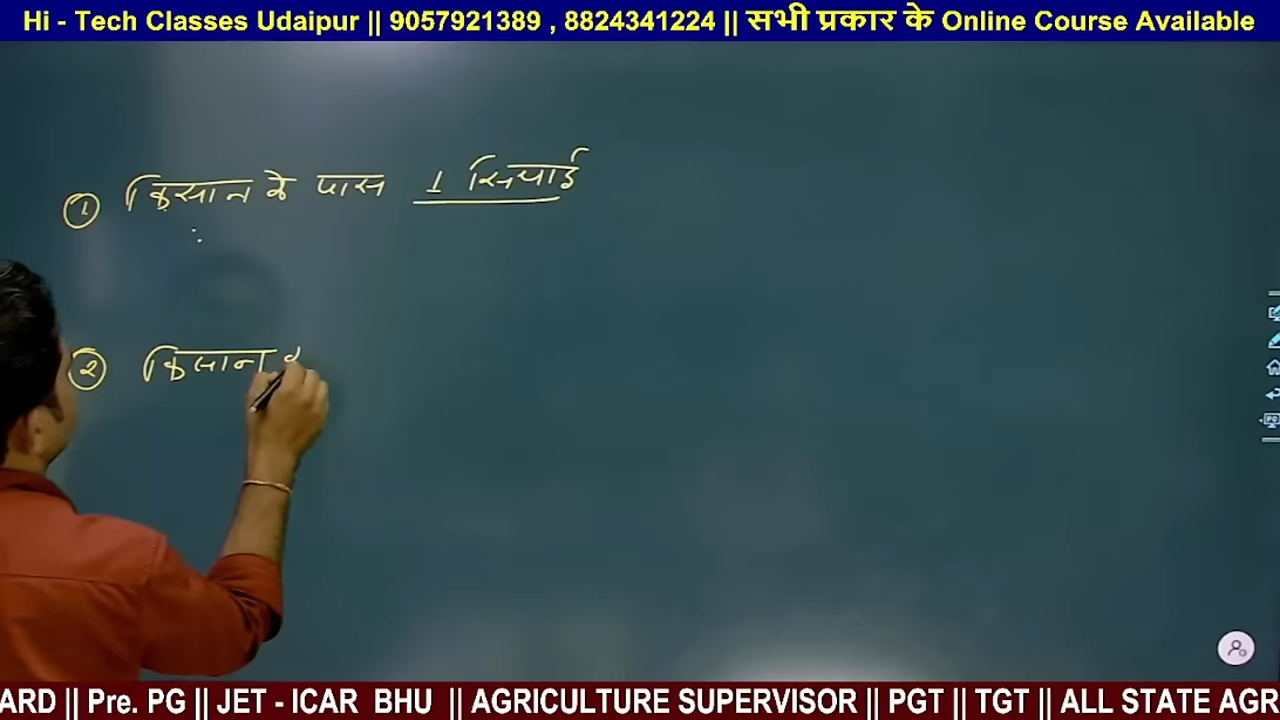 Hi - Tech Classes Udaipur || 9057921389 , 8824341224 || सभी प्रकार के Online Course Available
① किसान के पास 1 सिचाई
② किसान
ARD || Pre. PG || JET - ICAR BHU || AGRICULTURE SUPERVISOR || PGT || TGT || ALL STATE AGR